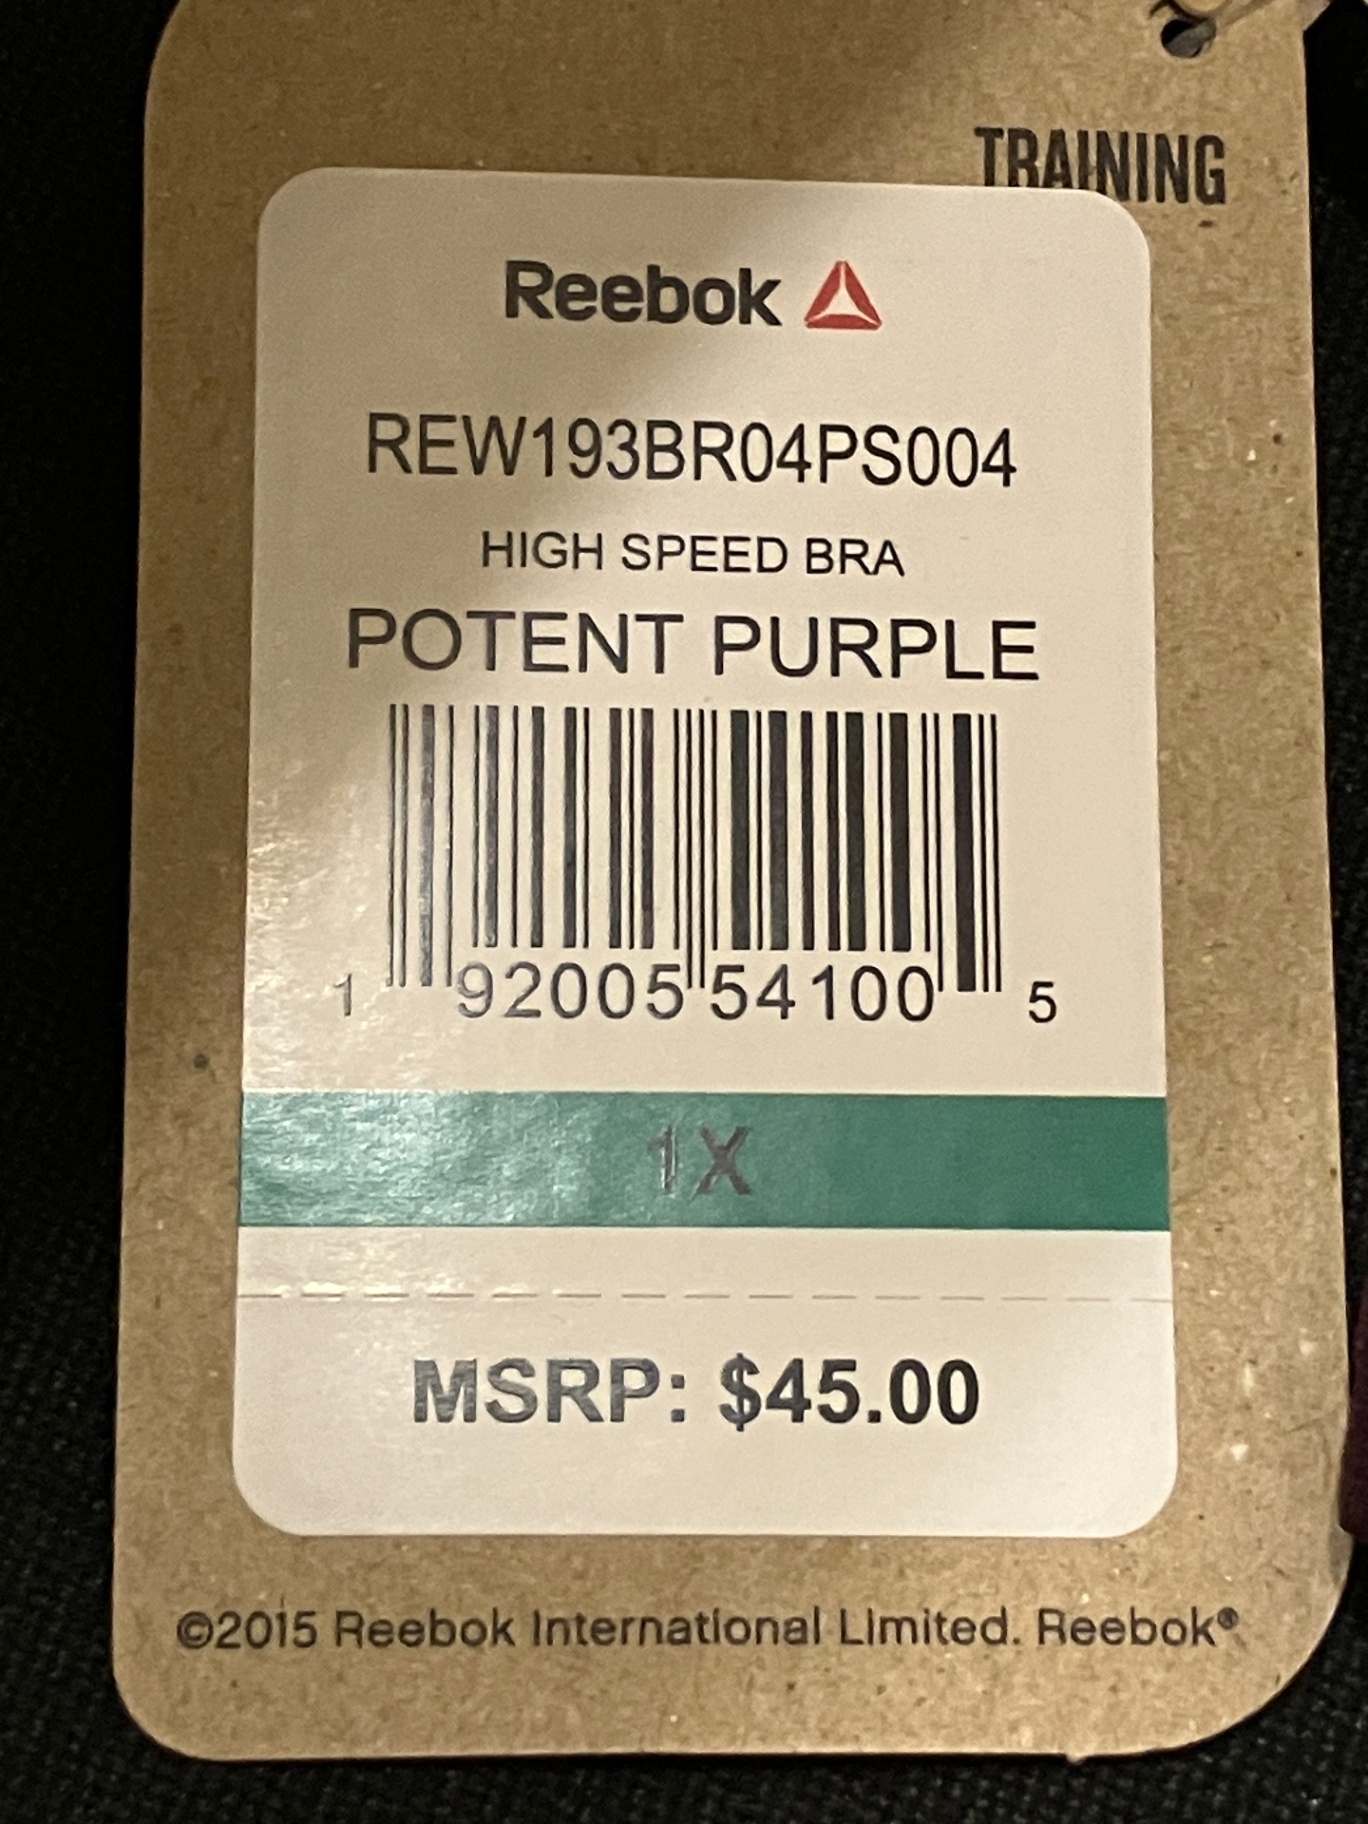 TRAINING
Reebok
REW193BR04PS004
HIGH SPEED BRA
POTENT PURPLE
1 92005 54100 5
1X
MSRP: $45.00
©2015 Reebok International Limited. Reebok®